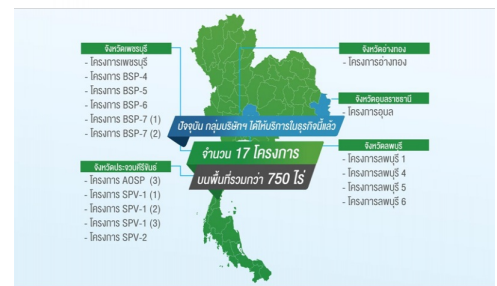 จังหวัดเพชรบุรี
- โครงการเพชรบุรี
- โครงการ BSP-4
- โครงการ BSP-5
- โครงการ BSP-6
- โครงการ BSP-7 (1)
- โครงการ BSP-7 (2)
จังหวัดอ่างทอง
- โครงการอ่างทอง
จังหวัดอุบลราชธานี
- โครงการอุบล
ปัจจุบัน กลุ่มบริษัทฯ ได้ให้บริการในธุรกิจนี้แล้ว
จำนวน 17 โครงการ
บนพื้นที่รวมกว่า 750 ไร่
จังหวัดลพบุรี
- โครงการลพบุรี 1
- โครงการลพบุรี 4
- โครงการลพบุรี 5
- โครงการลพบุรี 6
จังหวัดประจวบคีรีขันธ์
- โครงการ AOSP (3)
- โครงการ SPV-1 (1)
- โครงการ SPV-1 (2)
- โครงการ SPV-1 (3)
- โครงการ SPV-2